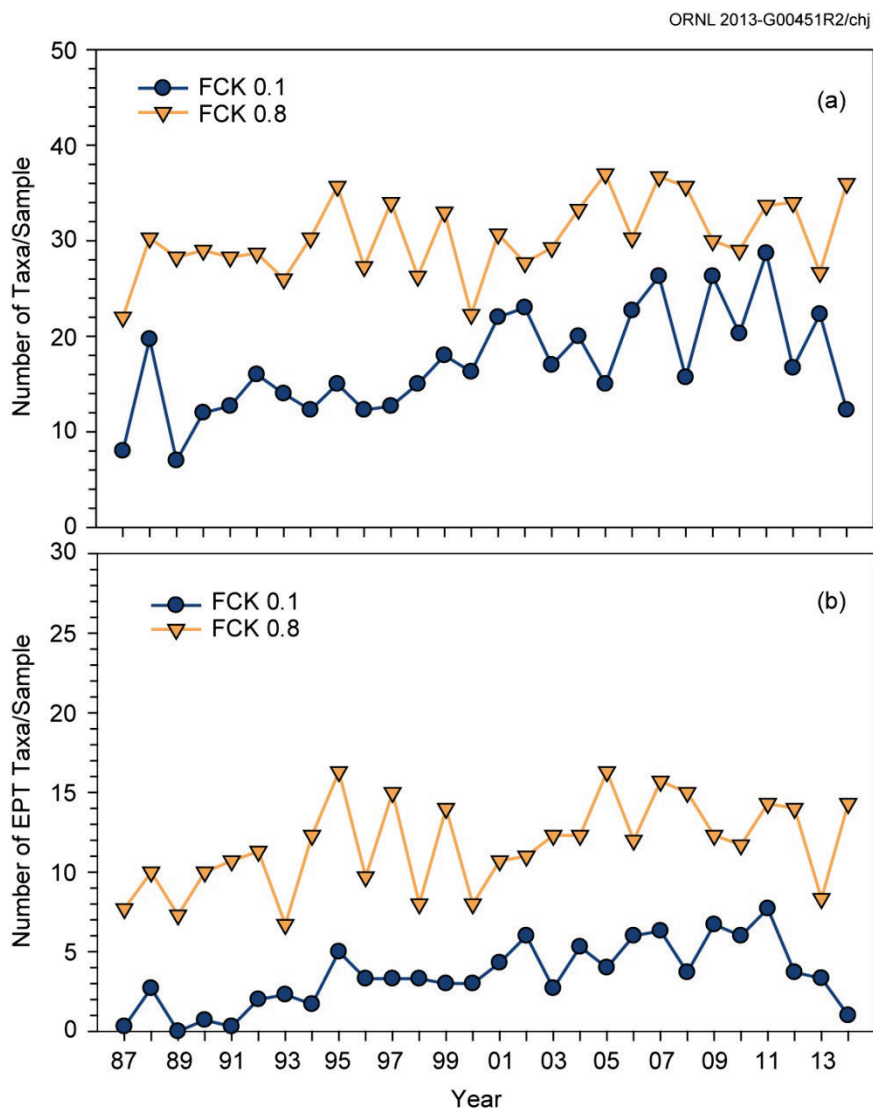 ORNL 2013-G00451R2/chj
50
40
30
20
10
0
Number of Taxa/Sample
FCK 0.1
FCK 0.8
(a)
30
25
20
15
10
5
0
Number of EPT Taxa/Sample
FCK 0.1
FCK 0.8
(b)
87 89 91 93 95 97 99 01 03 05 07 09 11 13
Year